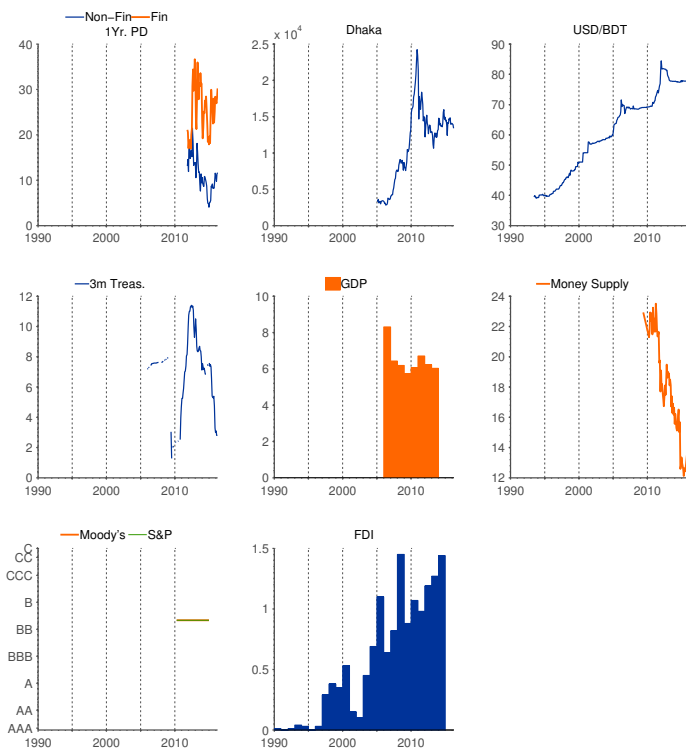 Non−Fin Fin
1Yr. PD
40
30
20
10
0
1990 2000 2010
Dhaka
2.5 x 10^4
2
1.5
1
0.5
0
1990 2000 2010
USD/BDT
90
80
70
60
50
40
30
1990 2000 2010
3m Treas.
12
10
8
6
4
2
0
1990 2000 2010
GDP
10
8
6
4
2
0
1990 2000 2010
Money Supply
24
22
20
18
16
14
12
1990 2000 2010
Moody's S&P
C
CC
CCC
B
BB
BBB
A
AA
AAA
1990 2000 2010
FDI
1.5
1
0.5
0
1990 2000 2010